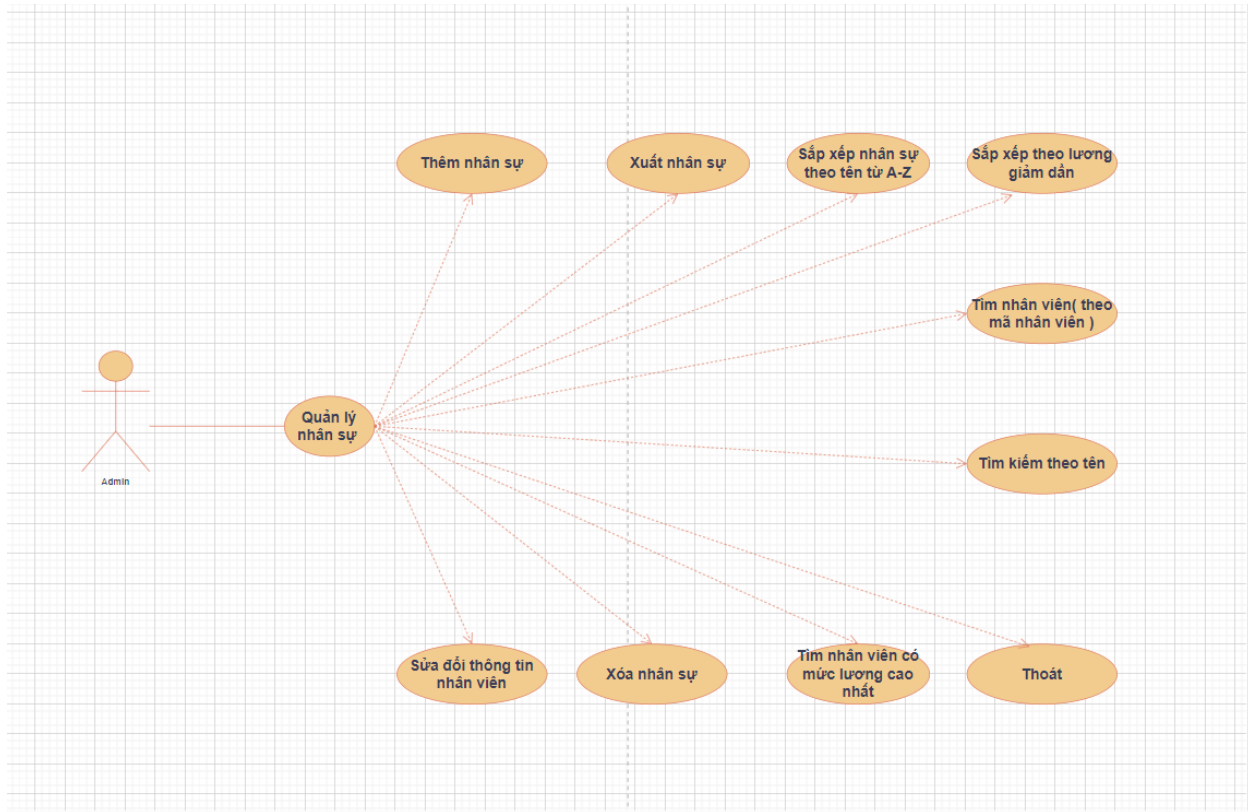 Thêm nhân sự
Xuất nhân sự
Sắp xếp nhân sự
theo tên từ A-Z
Sắp xếp theo lương
giảm dần
Tìm nhân viên( theo
mã nhân viên )
Quản lý
nhân sự
Tìm kiếm theo tên
Admin
Sửa đổi thông tin
nhân viên
Xóa nhân sự
Tìm nhân viên có
mức lương cao
nhất
Thoát